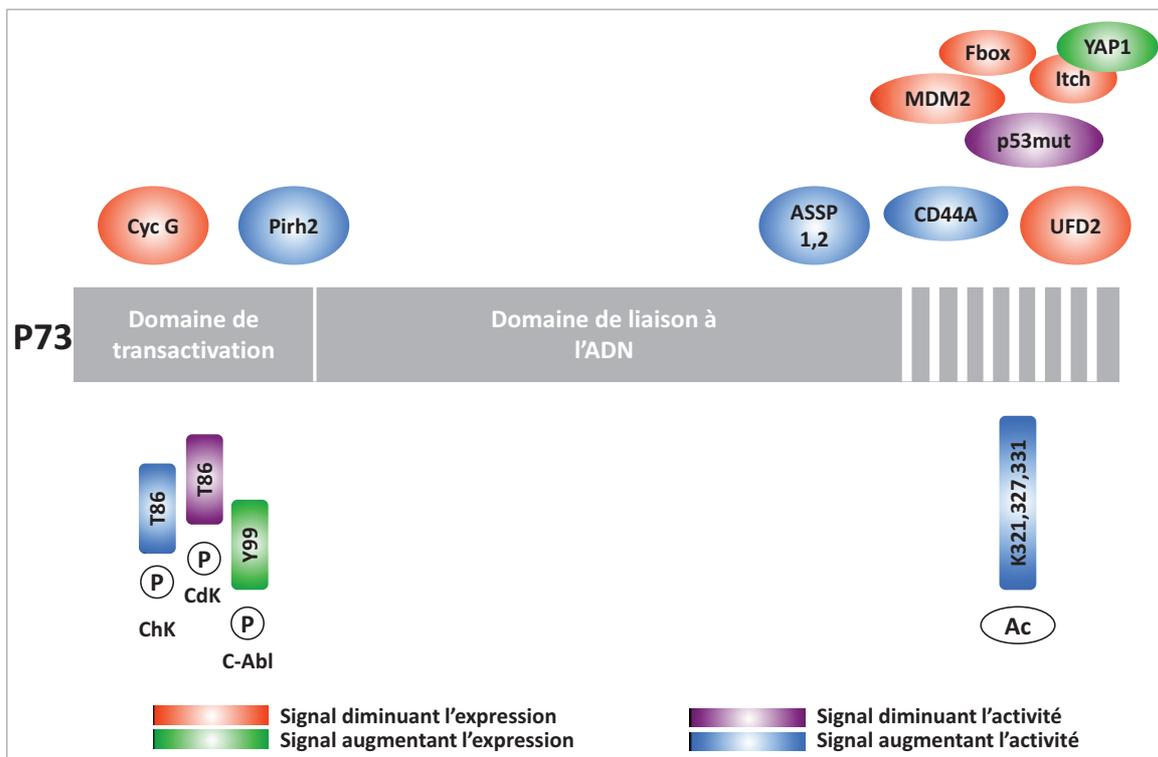 Fbox
YAP1
Itch
MDM2
p53mut
Cyc G
Pirh2
ASSP
1,2
CD44A
UFD2
P73
Domaine de
transactivation
Domaine de liaison à
l’ADN
T86
T86
Y99
K321,327,331
P
P
P
CdK
ChK
C-Abl
Ac
Signal diminuant l’expression
Signal augmentant l’expression
Signal diminuant l’activité
Signal augmentant l’activité